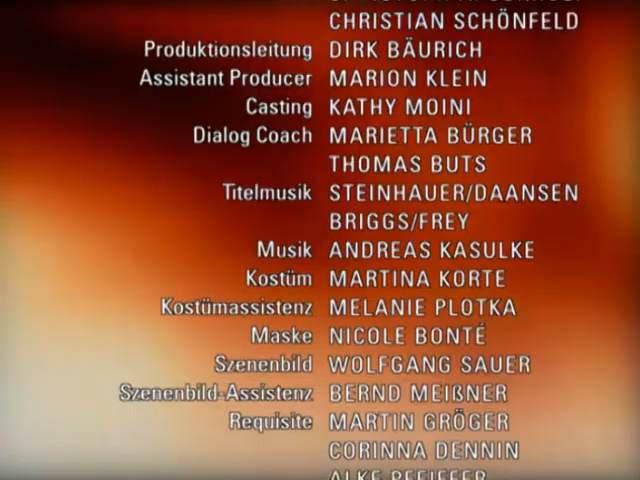 CHRISTIAN SCHÖNFELD
Produktionsleitung DIRK BÄURICH
Assistant Producer MARION KLEIN
Casting KATHY MOINI
Dialog Coach MARIETTA BÜRGER
THOMAS BUTS
Titelmusik STEINHAUER/DAANSEN
BRIGGS/FREY
Musik ANDREAS KASULKE
Kostüm MARTINA KORTE
Kostümassistenz MELANIE PLOTKA
Maske NICOLE BONTÉ
Szenenbild WOLFGANG SAUER
Szenenbild-Assistenz BERND MEIßNER
Requisite MARTIN GRÖGER
CORINNA DENNIN
ALKE PFEIFFER